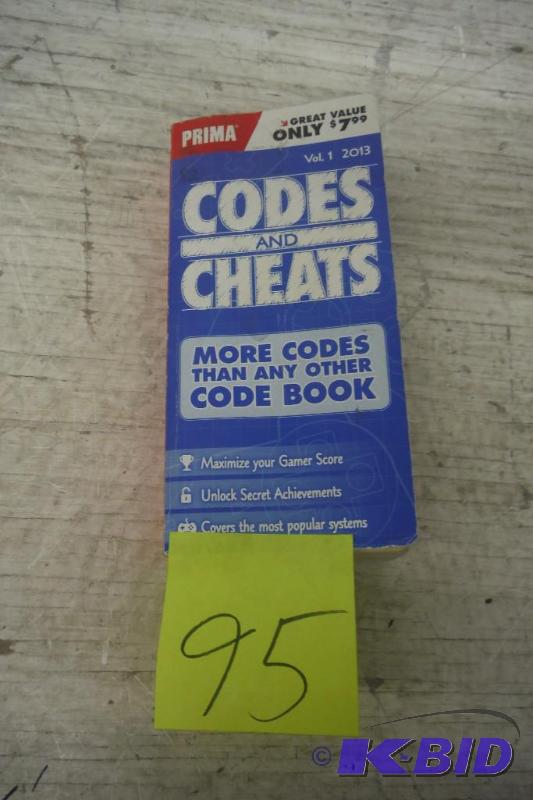 PRIMA
GREAT VALUE
ONLY $7.99
Vol. 1 2013
CODES
AND
CHEATS
MORE CODES
THAN ANY OTHER
CODE BOOK
Maximize your Gamer Score
Unlock Secret Achievements
Covers the most popular systems
95
© K-BID